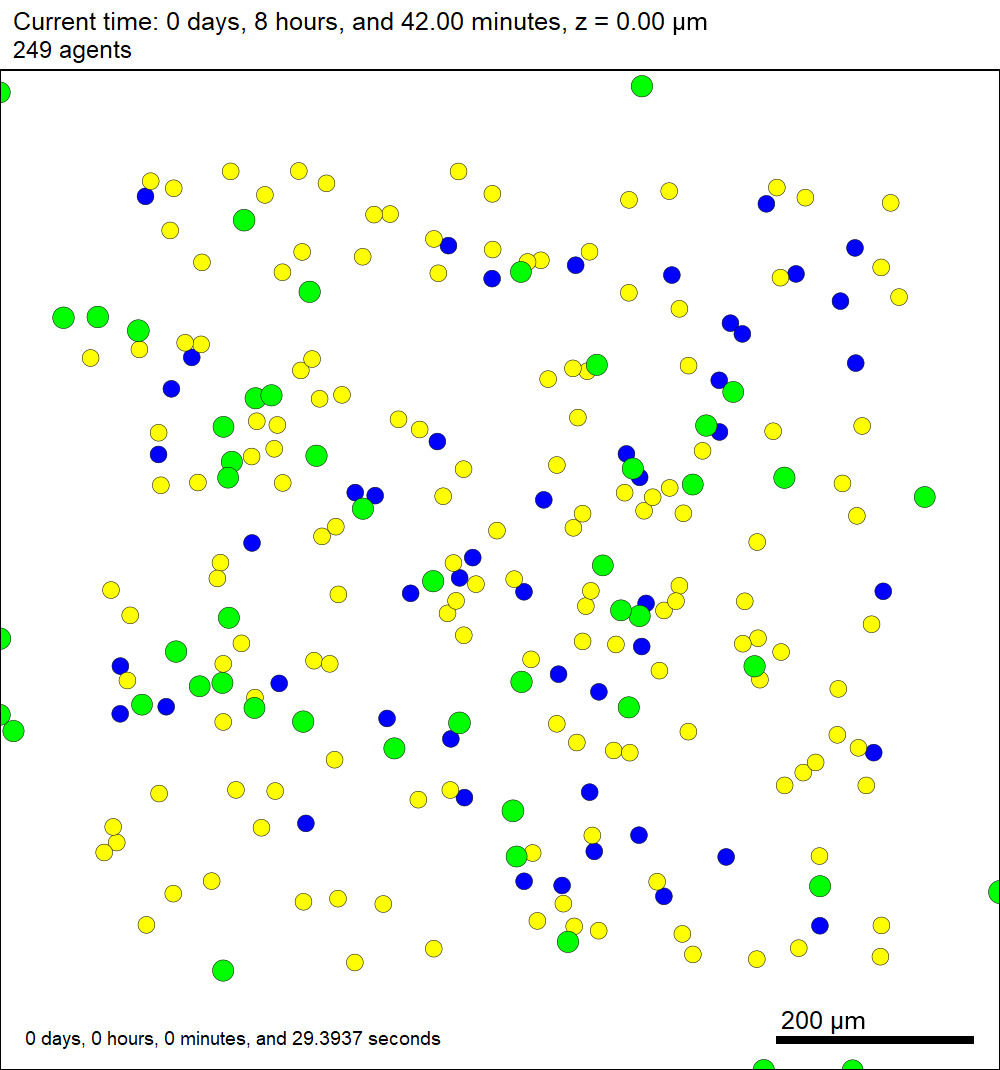 Current time: 0 days, 8 hours, and 42.00 minutes, z = 0.00 µm
249 agents
200 µm
0 days, 0 hours, 0 minutes, and 29.3937 seconds